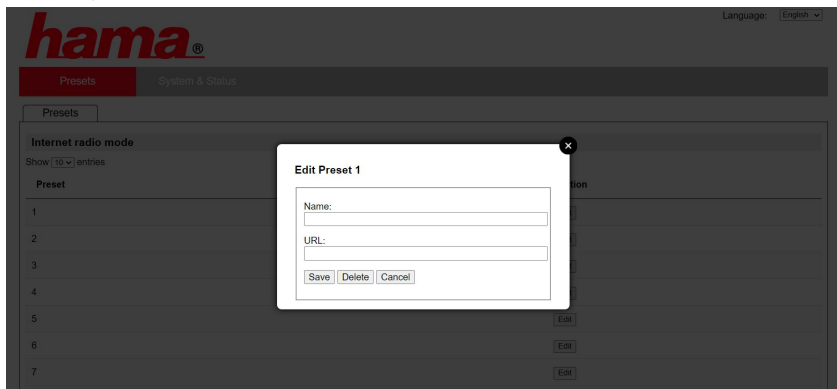 Language: English
hama®
Presets System & Status
Presets
Internet radio mode
Show 10 entries
Preset
1
2
3
4
5 Edit
6 Edit
7 Edit
Edit Preset 1
Name:
URL:
Save Delete Cancel